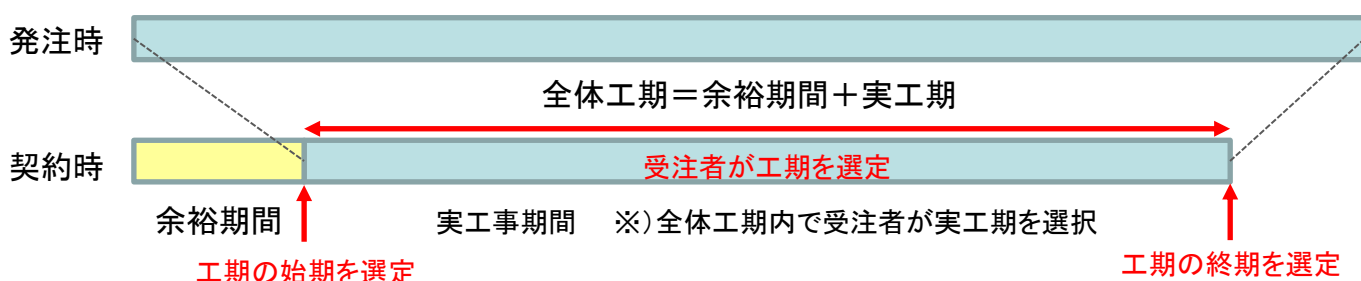 発注時
全体工期＝余裕期間＋実工期
契約時
受注者が工期を選定
余裕期間
実工事期間　※）全体工期内で受注者が実工期を選択
工期の始期を選定
工期の終期を選定